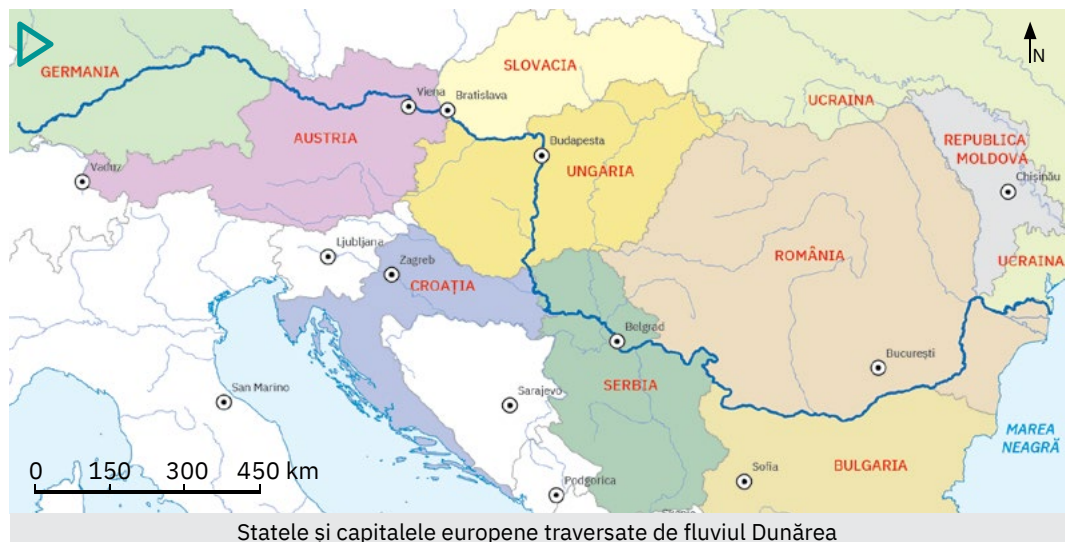 N
GERMANIA
SLOVACIA
Viena
Bratislava
UCRAINA
AUSTRIA
Budapesta
REPUBLICA
MOLDOVA
Vaduz
UNGARIA
Chișinău
Ljubljana
Zagreb
CROAȚIA
ROMÂNIA
UCRAINA
Belgrad
București
San Marino
Sarajevo
SERBIA
MAREA
NEAGRĂ
0 150 300 450 km
Podgorica
Sofia
BULGARIA
Statele și capitalele europene traversate de fluviul Dunărea